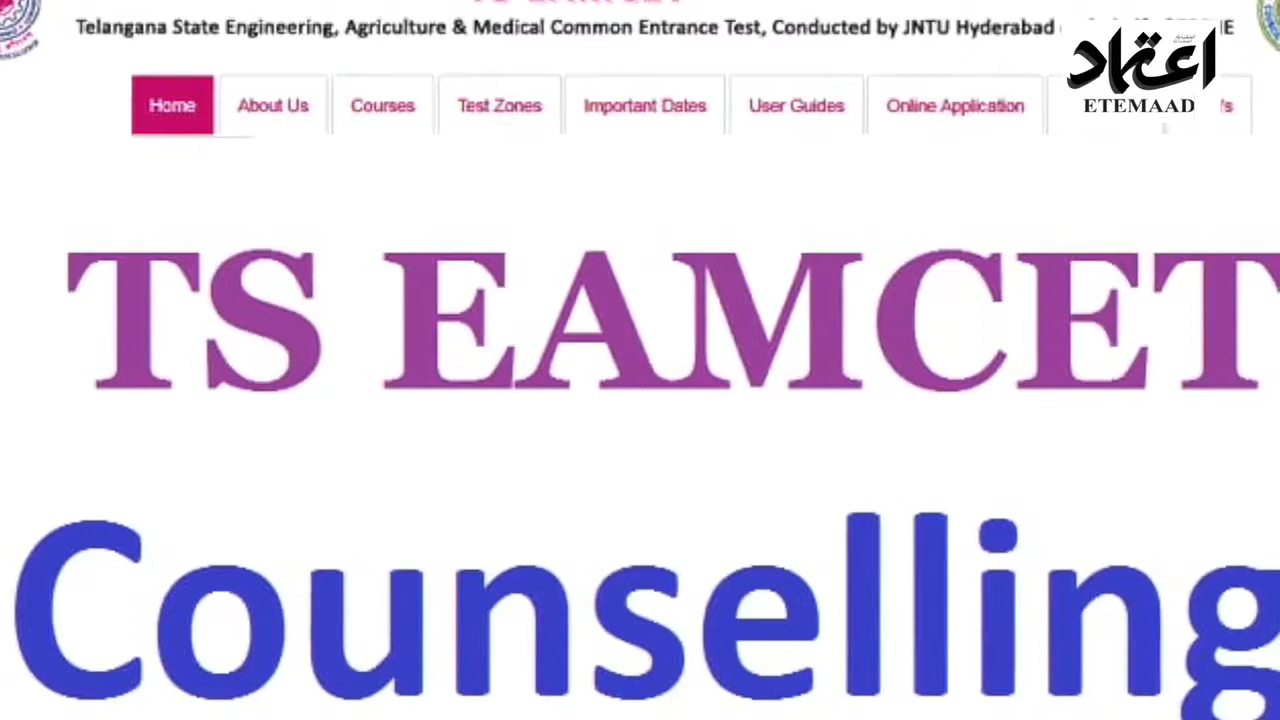 Telangana State Engineering, Agriculture & Medical Common Entrance Test, Conducted by JNTU Hyderabad
اعتماد
ETEMAAD
Home About Us Courses Test Zones Important Dates User Guides Online Application
TS EAMCET
Counselling